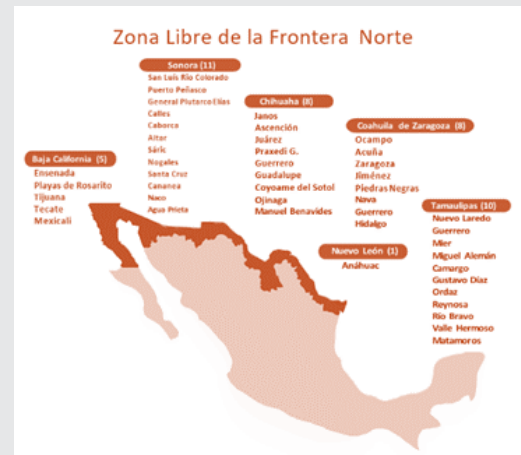 Zona Libre de la Frontera Norte
Sonora (11)
San Luis Río Colorado
Puerto Peñasco
General Plutarco Elías
Calles
Caborca
Altar
Sáric
Nogales
Santa Cruz
Cananea
Naco
Agua Prieta
Chihuaha (8)
Janos
Ascención
Juárez
Praxedi G.
Guerrero
Guadalupe
Coyoame del Sotol
Ojinaga
Manuel Benavides
Coahuila de Zaragoza (8)
Ocampo
Acuña
Zaragoza
Jiménez
Piedras Negras
Nava
Guerrero
Hidalgo
Baja California (5)
Ensenada
Playas de Rosarito
Tijuana
Tecate
Mexicali
Nuevo León (1)
Anáhuac
Tamaulipas (10)
Nuevo Laredo
Guerrero
Mier
Miguel Alemán
Camargo
Gustavo Díaz
Ordaz
Reynosa
Río Bravo
Valle Hermoso
Matamoros